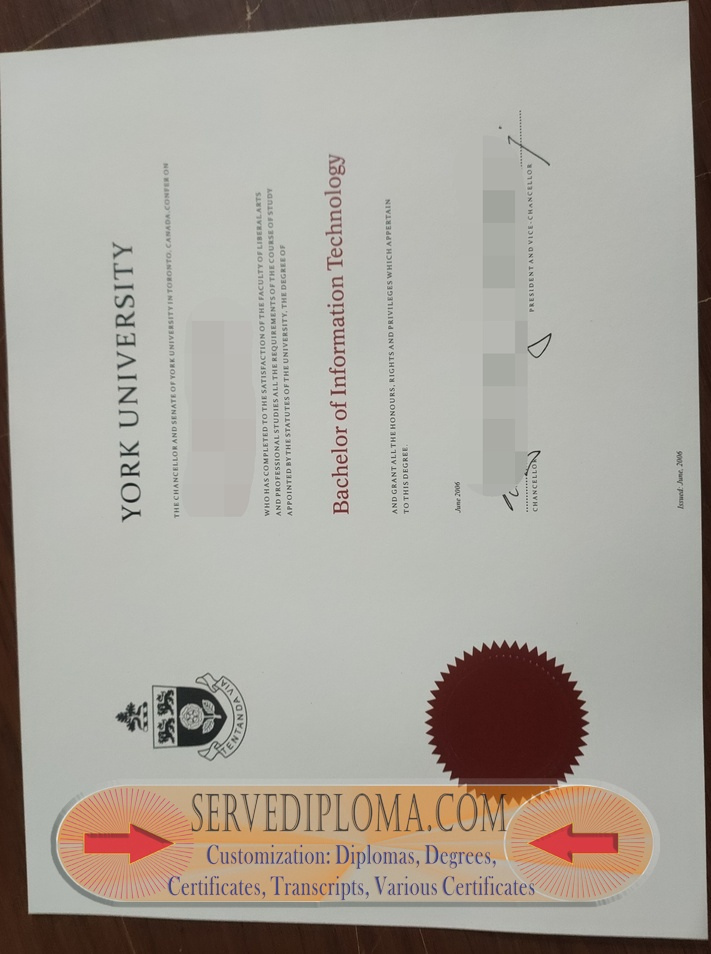 YORK UNIVERSITY
THE CHANCELLOR AND SENATE OF YORK UNIVERSITY IN TORONTO, CANADA, CONFER ON
WHO HAS COMPLETED TO THE SATISFACTION OF THE FACULTY OF LIBERAL ARTS
AND PROFESSIONAL STUDIES ALL THE REQUIREMENTS OF THE COURSE OF STUDY
APPOINTED BY THE STATUTES OF THE UNIVERSITY, THE DEGREE OF
Bachelor of Information Technology
AND GRANT ALL THE HONOURS, RIGHTS AND PRIVILEGES WHICH APPERTAIN
TO THIS DEGREE.
June 2006
CHANCELLOR
PRESIDENT AND VICE-CHANCELLOR
Issued: June, 2006
TENTANDA VIA
SERVEDIPLOMA.COM
Customization: Diplomas, Degrees,
Certificates, Transcripts, Various Certificates